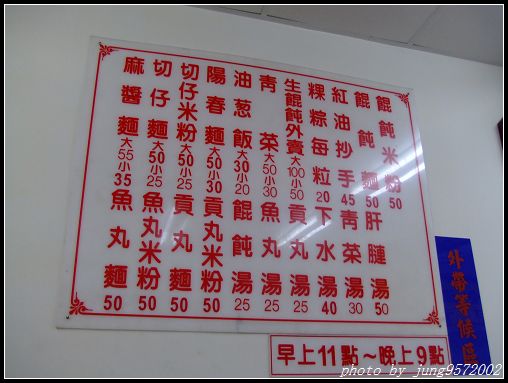 餛飩米粉50
餛飩麵50
紅油抄手45
粿粽每粒20
生餛飩外賣大100小50
青菜大50小30
油葱飯大30小20
陽春麵大50小30
切仔米粉大50小25
切仔麵大50小25
麻醬麵大55小35
肝腱湯50
青菜湯30
下水湯40
貢丸湯25
魚丸湯25
餛飩湯25
貢丸米粉50
貢丸麵50
魚丸米粉50
魚丸麵50
外帶等候區
早上11點～晚上9點
photo by jung9572002